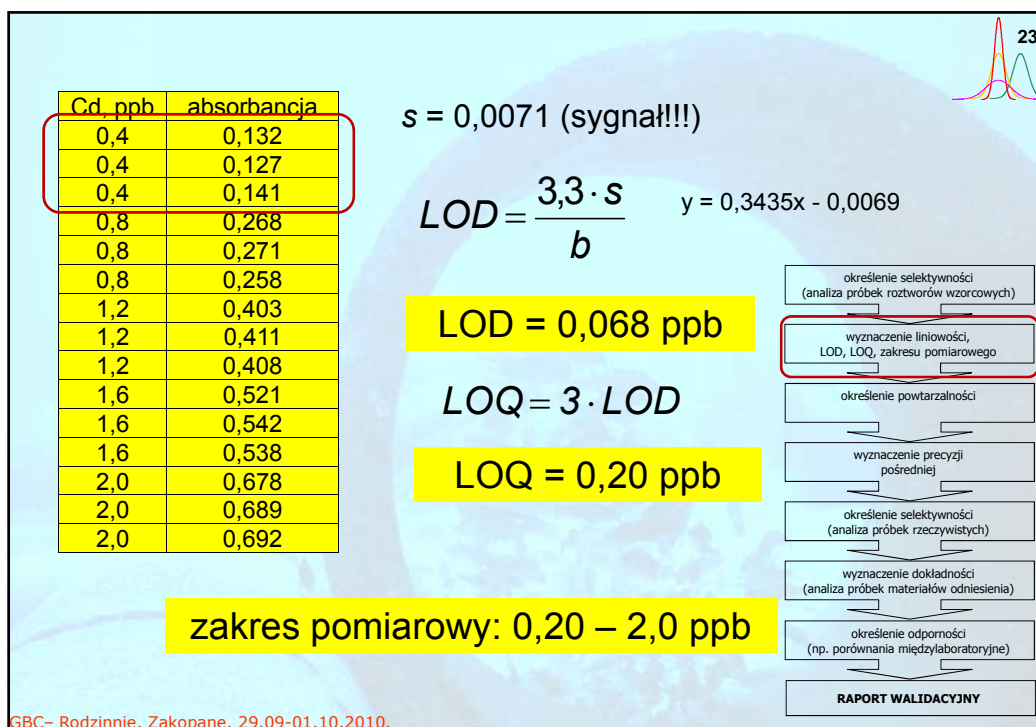 23
Cd, ppb absorbancja
0,4 0,132
0,4 0,127
0,4 0,141
0,8 0,268
0,8 0,271
0,8 0,258
1,2 0,403
1,2 0,411
1,2 0,408
1,6 0,521
1,6 0,542
1,6 0,538
2,0 0,678
2,0 0,689
2,0 0,692
s = 0,0071 (sygnał!!!)
LOD = 3,3 · s / b
y = 0,3435x - 0,0069
LOD = 0,068 ppb
LOQ = 3 · LOD
LOQ = 0,20 ppb
zakres pomiarowy: 0,20 – 2,0 ppb
określenie selektywności
(analiza próbek roztworów wzorcowych)
wyznaczenie liniowości,
LOD, LOQ, zakresu pomiarowego
określenie powtarzalności
wyznaczenie precyzji
pośredniej
określenie selektywności
(analiza próbek rzeczywistych)
wyznaczenie dokładności
(analiza próbek materiałów odniesienia)
określenie odporności
(np. porównania międzylaboratoryjne)
RAPORT WALIDACYJNY
GBC– Rodzinnie, Zakopane, 29.09-01.10.2010.